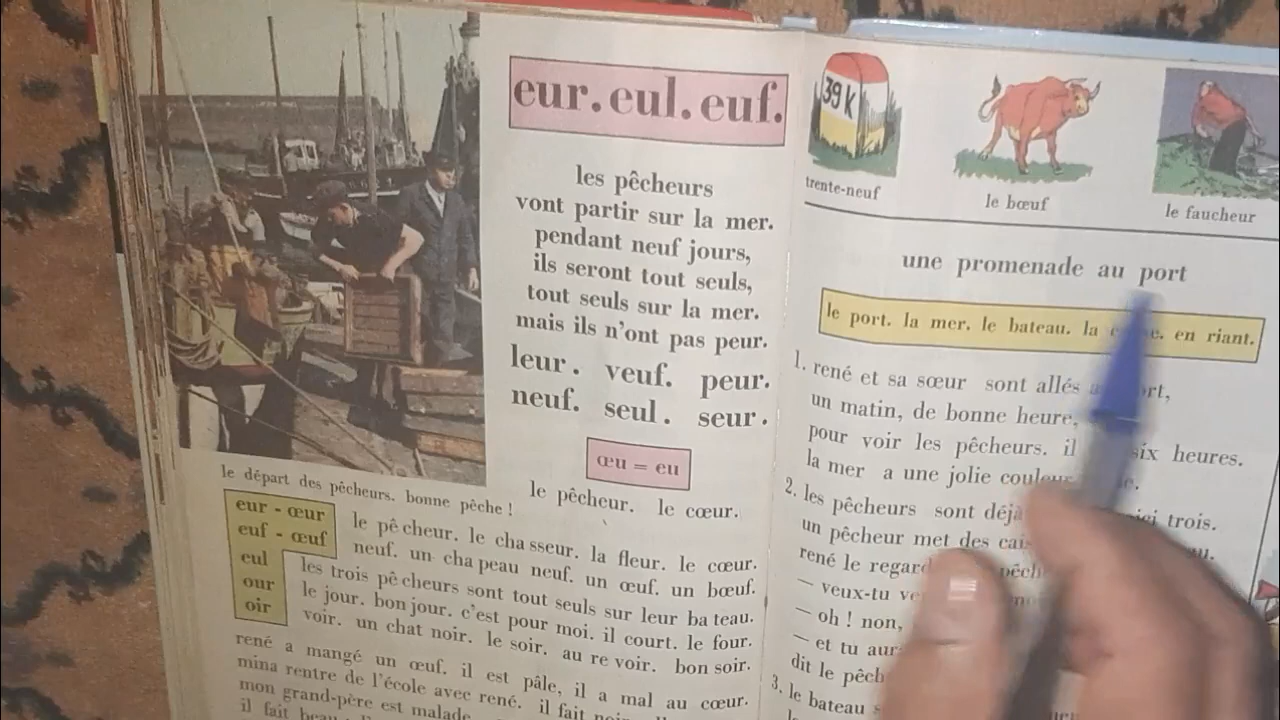 eur. eul. euf.
les pêcheurs
vont partir sur la mer.
pendant neuf jours,
ils seront tout seuls,
tout seuls sur la mer.
mais ils n'ont pas peur.
leur. veuf. peur.
neuf. seul. seur.
œu = eu
le pêcheur. le cœur.
le départ des pêcheurs. bonne pêche !
eur - œur
euf - œuf
eul
our
oir
le pê cheur. le cha sseur. la fleur. le cœur.
neuf. un cha peau neuf. un œuf. un bœuf.
les trois pê cheurs sont tout seuls sur leur ba teau.
le jour. bon jour. c'est pour moi. il court. le four.
voir. un chat noir. le soir. au re voir. bon soir.
rené a mangé un œuf. il est pâle, il a mal au cœur.
mina rentre de l'école avec rené. il fait
mon grand-père est malade
il fait
39 K
trente-neuf
le bœuf
le faucheur
une promenade au port
le port. la mer. le bateau. la en riant.
1. rené et sa sœur sont allés
un matin, de bonne heure,
pour voir les pêcheurs. il six heures.
la mer a une jolie couleur
2. les pêcheurs sont déjà trois.
un pêcheur met des
rené le
— veux-tu
— oh ! non,
— et tu
dit le
3. le bateau